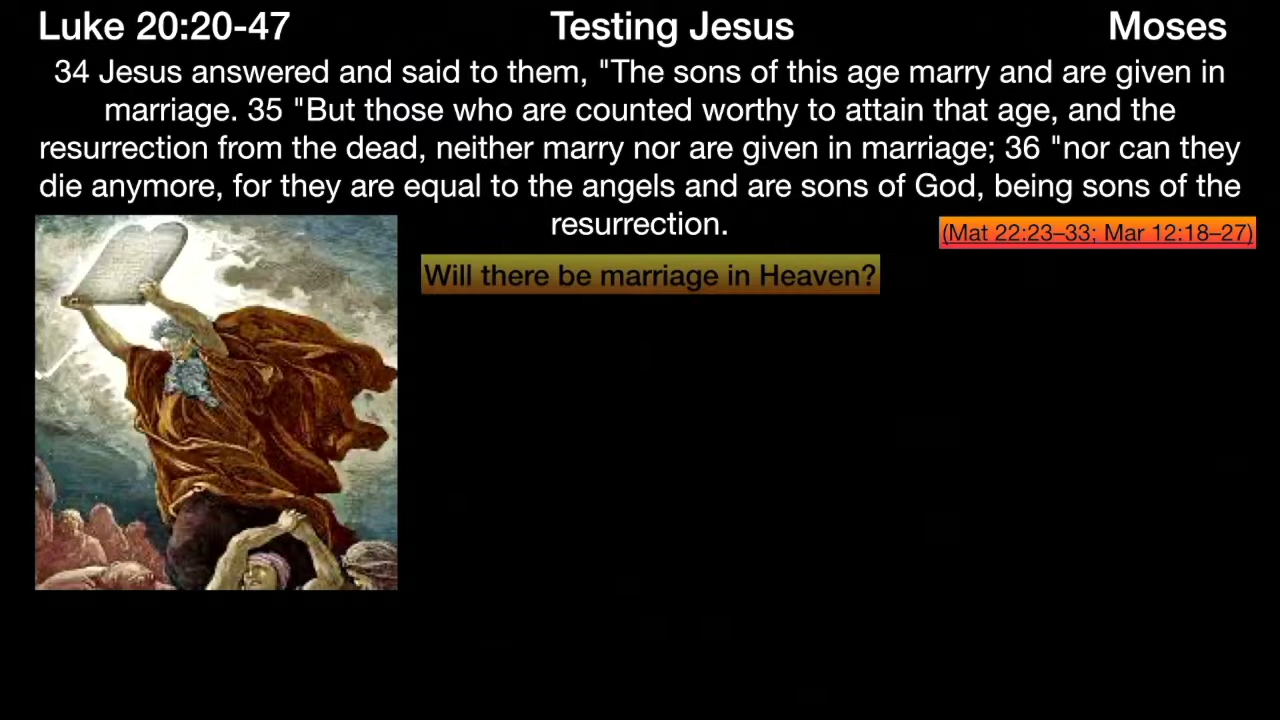 Luke 20:20-47 Testing Jesus Moses
34 Jesus answered and said to them, "The sons of this age marry and are given in
marriage. 35 "But those who are counted worthy to attain that age, and the
resurrection from the dead, neither marry nor are given in marriage; 36 "nor can they
die anymore, for they are equal to the angels and are sons of God, being sons of the
resurrection.
(Mat 22:23–33; Mar 12:18–27)
Will there be marriage in Heaven?